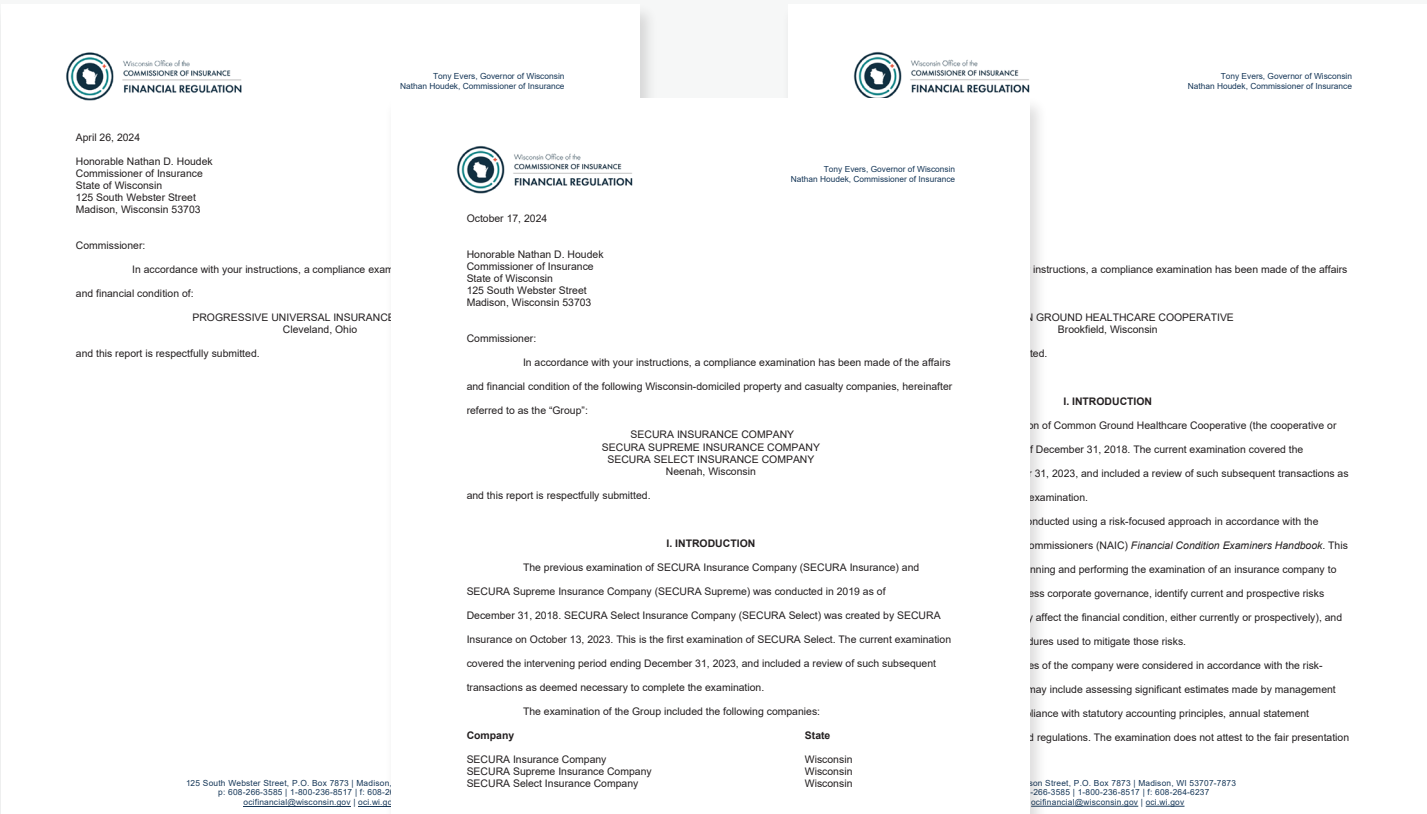 Wisconsin Office of the
COMMISSIONER OF INSURANCE
FINANCIAL REGULATION
Tony Evers, Governor of Wisconsin
Nathan Houdek, Commissioner of Insurance
April 26, 2024
Honorable Nathan D. Houdek
Commissioner of Insurance
State of Wisconsin
125 South Webster Street
Madison, Wisconsin 53703
Commissioner:
In accordance with your instructions, a compliance exam
and financial condition of:
PROGRESSIVE UNIVERSAL INSURANCE
Cleveland, Ohio
and this report is respectfully submitted.
125 South Webster Street, P.O. Box 7873 | Madison,
p: 608-266-3585 | 1-800-236-8517 | f: 608-2
ocifinancial@wisconsin.gov | oci.wi.go
Wisconsin Office of the
COMMISSIONER OF INSURANCE
FINANCIAL REGULATION
Tony Evers, Governor of Wisconsin
Nathan Houdek, Commissioner of Insurance
October 17, 2024
Honorable Nathan D. Houdek
Commissioner of Insurance
State of Wisconsin
125 South Webster Street
Madison, Wisconsin 53703
Commissioner:
In accordance with your instructions, a compliance examination has been made of the affairs
and financial condition of the following Wisconsin-domiciled property and casualty companies, hereinafter
referred to as the “Group”:
SECURA INSURANCE COMPANY
SECURA SUPREME INSURANCE COMPANY
SECURA SELECT INSURANCE COMPANY
Neenah, Wisconsin
and this report is respectfully submitted.
I. INTRODUCTION
The previous examination of SECURA Insurance Company (SECURA Insurance) and
SECURA Supreme Insurance Company (SECURA Supreme) was conducted in 2019 as of
December 31, 2018. SECURA Select Insurance Company (SECURA Select) was created by SECURA
Insurance on October 13, 2023. This is the first examination of SECURA Select. The current examination
covered the intervening period ending December 31, 2023, and included a review of such subsequent
transactions as deemed necessary to complete the examination.
The examination of the Group included the following companies:
Company State
SECURA Insurance Company Wisconsin
SECURA Supreme Insurance Company Wisconsin
SECURA Select Insurance Company Wisconsin
Wisconsin Office of the
COMMISSIONER OF INSURANCE
FINANCIAL REGULATION
Tony Evers, Governor of Wisconsin
Nathan Houdek, Commissioner of Insurance
instructions, a compliance examination has been made of the affairs
GROUND HEALTHCARE COOPERATIVE
Brookfield, Wisconsin
ted.
I. INTRODUCTION
on of Common Ground Healthcare Cooperative (the cooperative or
f December 31, 2018. The current examination covered the
31, 2023, and included a review of such subsequent transactions as
examination.
onducted using a risk-focused approach in accordance with the
ommissioners (NAIC) Financial Condition Examiners Handbook. This
nning and performing the examination of an insurance company to
ess corporate governance, identify current and prospective risks
y affect the financial condition, either currently or prospectively), and
dures used to mitigate those risks.
es of the company were considered in accordance with the risk-
may include assessing significant estimates made by management
liance with statutory accounting principles, annual statement
d regulations. The examination does not attest to the fair presentation
on Street, P.O. Box 7873 | Madison, WI 53707-7873
-266-3585 | 1-800-236-8517 | f: 608-264-6237
ocifinancial@wisconsin.gov | oci.wi.gov